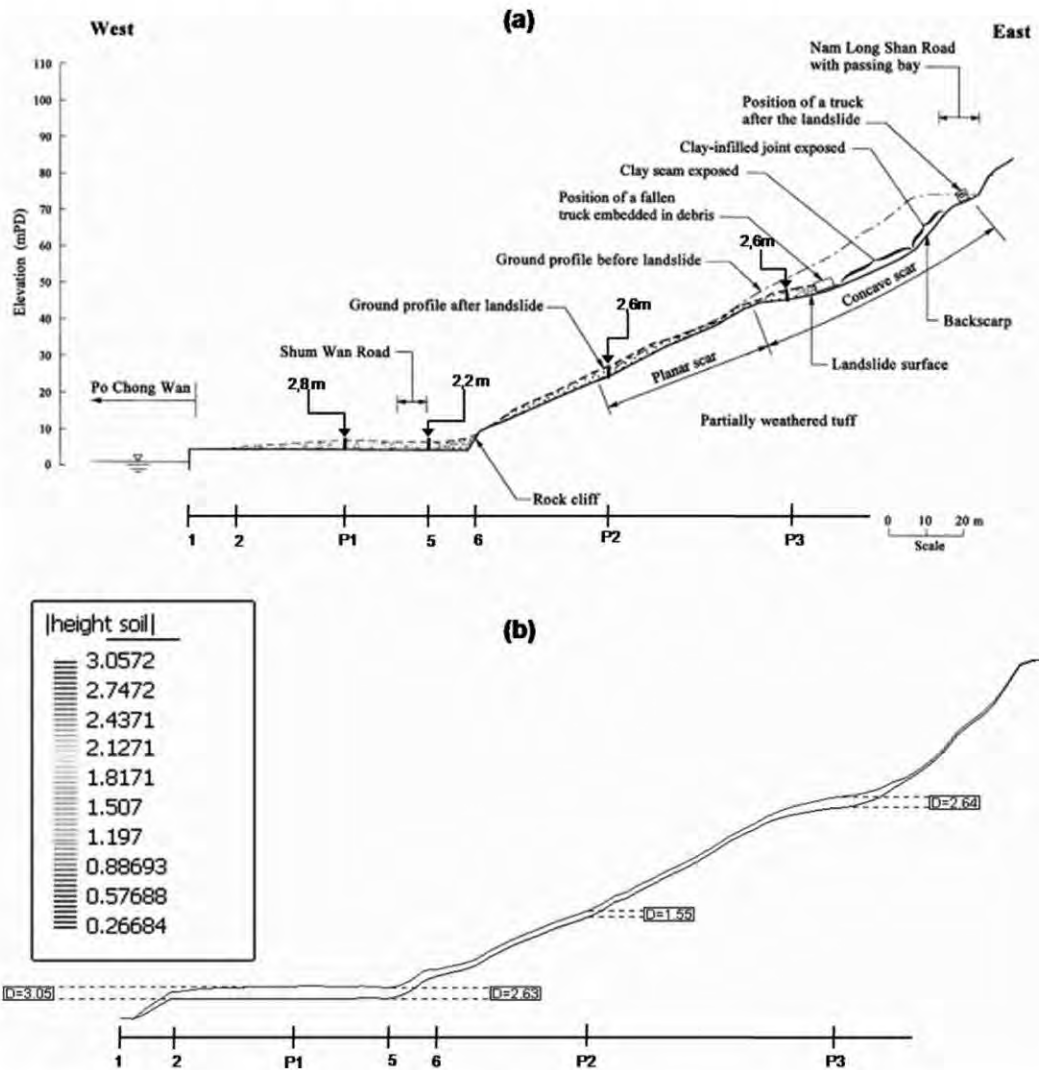 (a)
West
East
Nam Long Shan Road
with passing bay
Position of a truck
after the landslide
Clay-infilled joint exposed
Clay seam exposed
Position of a fallen
truck embedded in debris
2,6m
Ground profile before landslide
Ground profile after landslide
2,6m
Concave scar
Backscarp
Planar scar
Landslide surface
Partially weathered tuff
Shum Wan Road
Po Chong Wan
2,8m
2,2m
Rock cliff
Elevation (mPD)
110
100
90
80
70
60
50
40
30
20
10
0
1 2 P1 5 6 P2 P3
0 10 20 m
Scale
(b)
|height soil|
3.0572
2.7472
2.4371
2.1271
1.8171
1.507
1.197
0.88693
0.57688
0.26684
D=2.64
D=1.55
D=3.05
D=2.63
1 2 P1 5 6 P2 P3